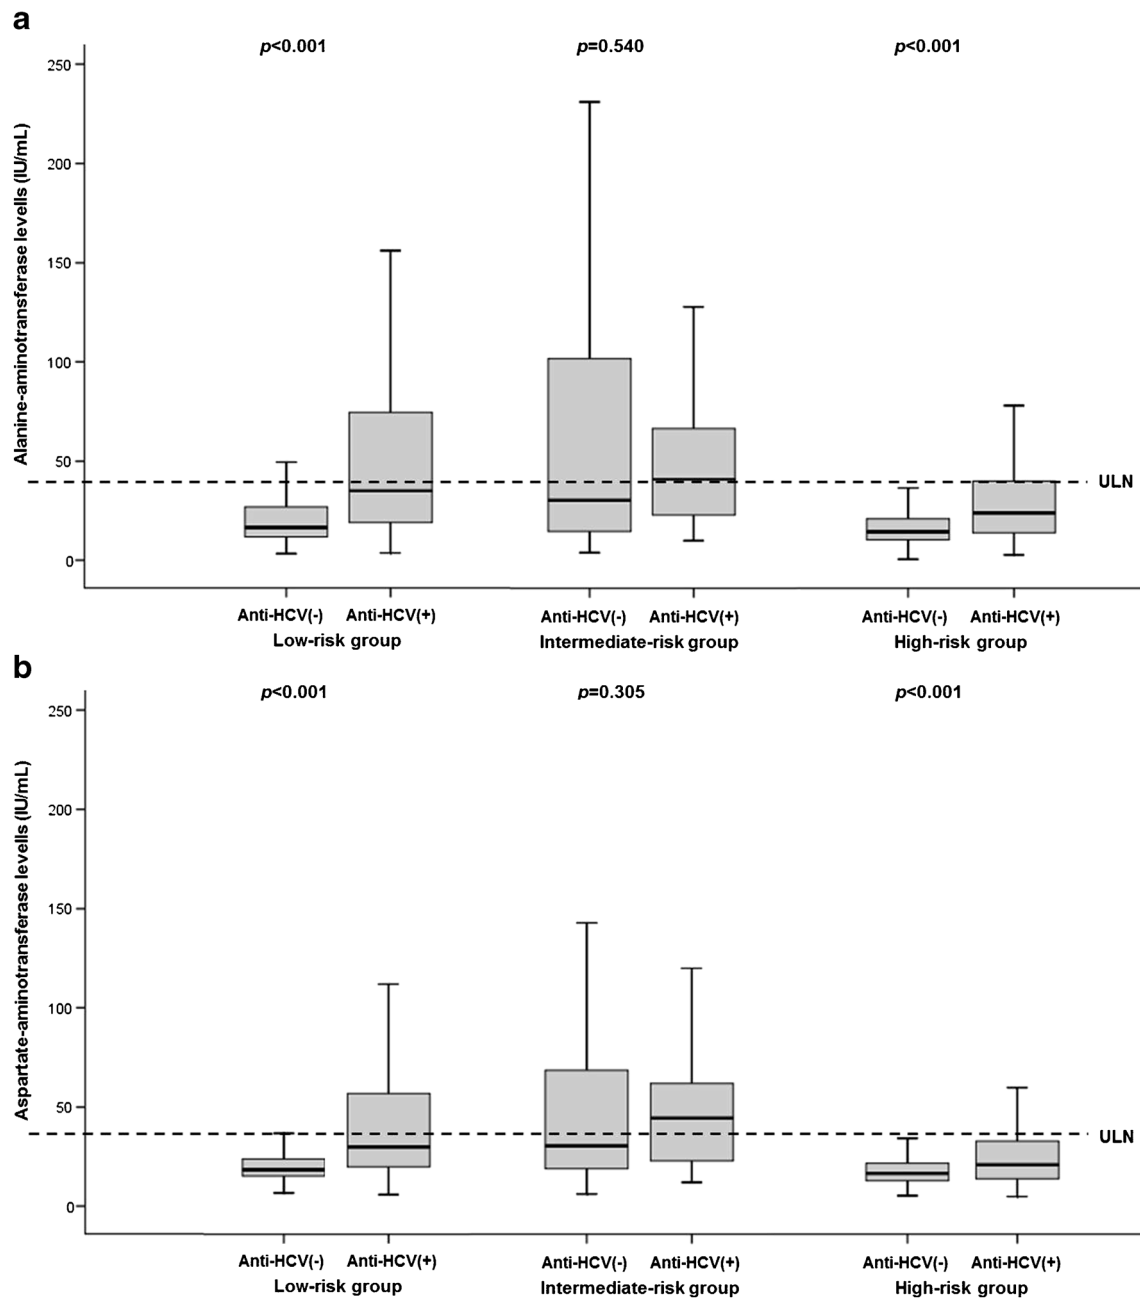 a
p<0.001 p=0.540 p<0.001
Alanine-aminotransferase levells (IU/mL)
250
200
150
100
50
0
ULN
Anti-HCV(-) Anti-HCV(+) Anti-HCV(-) Anti-HCV(+) Anti-HCV(-) Anti-HCV(+)
Low-risk group Intermediate-risk group High-risk group
b
p<0.001 p=0.305 p<0.001
Aspartate-aminotransferase levells (IU/mL)
250
200
150
100
50
0
ULN
Anti-HCV(-) Anti-HCV(+) Anti-HCV(-) Anti-HCV(+) Anti-HCV(-) Anti-HCV(+)
Low-risk group Intermediate-risk group High-risk group